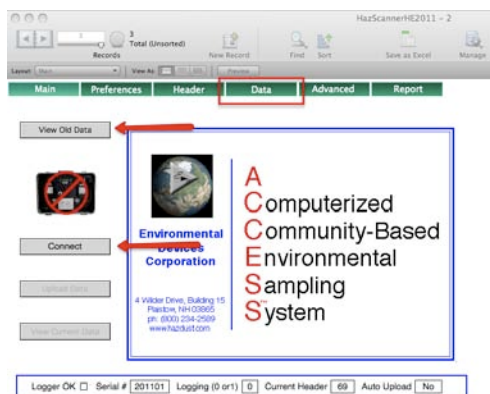 HazScannerHE2011 - 2
3
Total (Unsorted)
Records
New Record
Find
Sort
Save as Excel
Manage
Layout: Main
View As:
Preview
Main
Preferences
Header
Data
Advanced
Report
View Old Data
Connect
Upload Data
View Current Data
Environmental
Devices
Corporation
4 Wilder Drive, Building 15
Plaistow, NH 03865
ph: (800) 234-2589
www.hazdust.com
A
Computerized
Community-Based
Environmental
Sampling
System
Logger OK Serial # 201101 Logging (0 or1) 0 Current Header 69 Auto Upload No